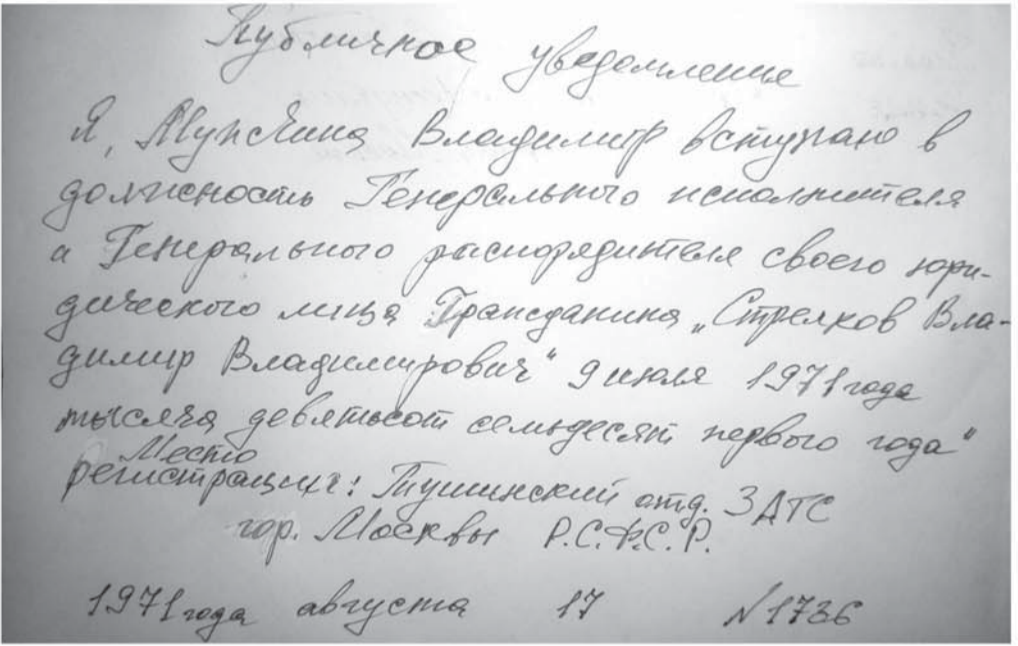 Публичное уведомление
Я, Мужчина Владимир вступаю в
должность Генерального исполнителя
и Генерального распорядителя своего юри-
дического лица Гражданина „Стрелков Вла-
димир Владимирович“ 9 июля 1971 года
тысяча девятьсот семьдесят первого года“
Место
регистрации: Тушинский отд. ЗАГС
гор. Москвы Р.С.Ф.С.Р.
1971 года августа 17 N1736